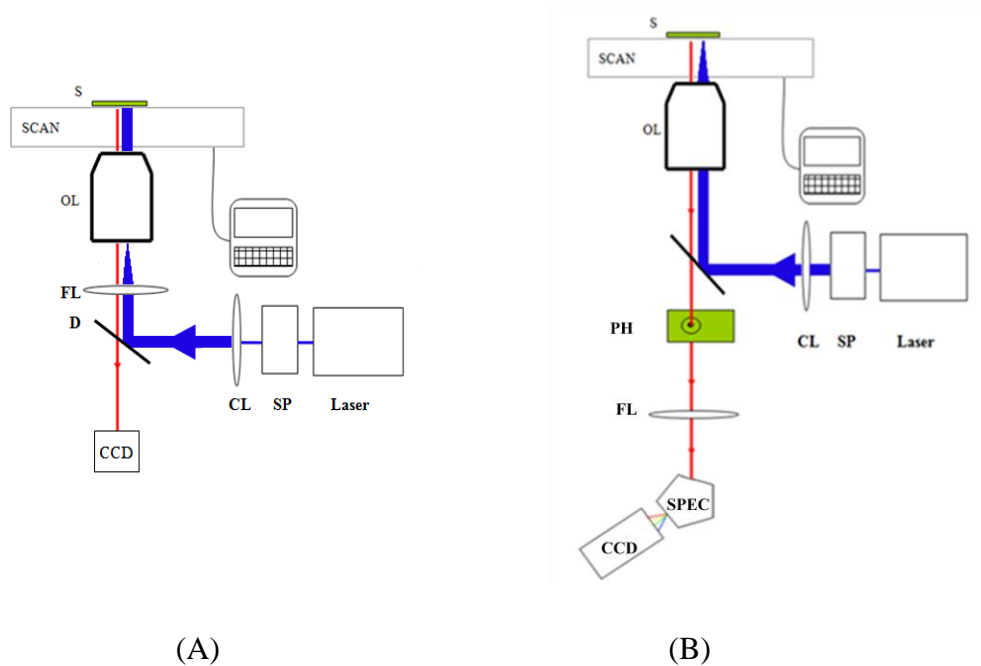 S
SCAN
OL
FL
D
CL SP Laser
CCD
(A)
S
SCAN
OL
PH
CL SP Laser
FL
SPEC
CCD
(B)